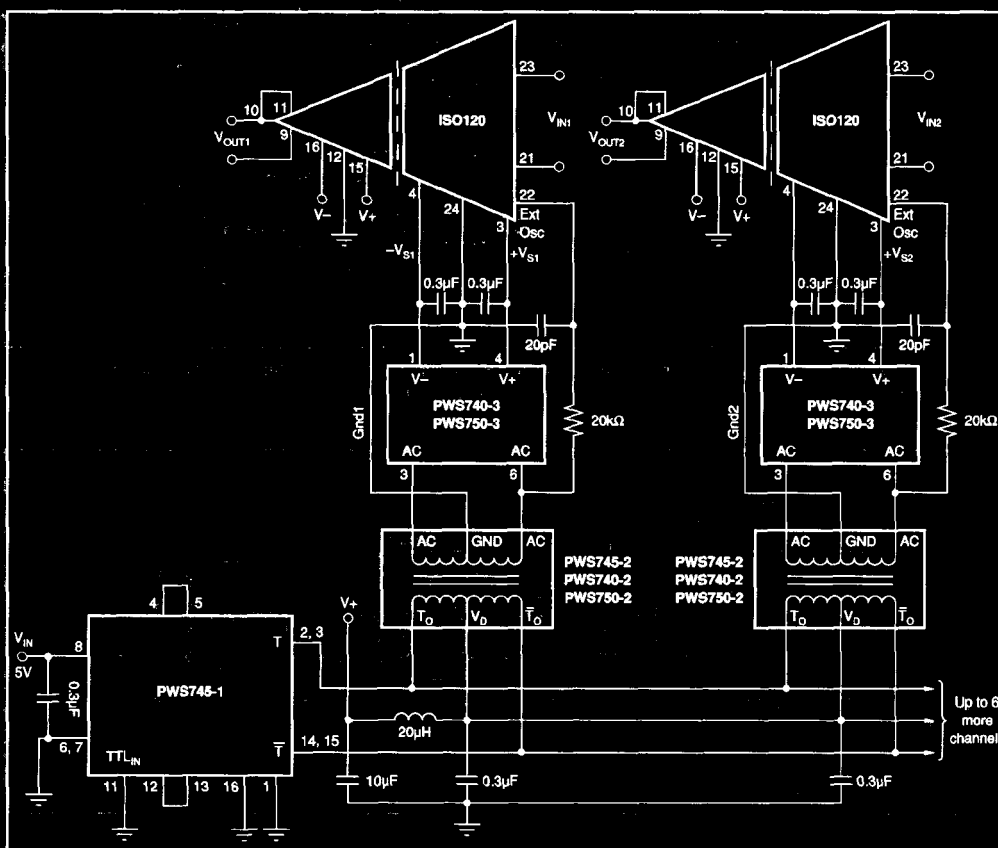 23
23
11
11
10
ISO120
V_IN1
10
ISO120
V_IN2
9
9
V_OUT1
V_OUT2
16
12
15
21
16
12
15
21
4
22
4
22
V–
V+
24
Ext
Osc
V–
V+
24
Ext
Osc
3
3
–V_S1
+V_S1
+V_S2
0.3µF
0.3µF
0.3µF
0.3µF
20pF
20pF
1
4
1
4
V–
V+
V–
V+
Gnd1
PWS740-3
PWS750-3
20kΩ
Gnd2
PWS740-3
PWS750-3
20kΩ
AC
AC
AC
AC
3
6
3
6
AC
GND
AC
AC
GND
AC
PWS745-2
PWS740-2
PWS750-2
PWS745-2
PWS740-2
PWS750-2
T_O
V_D
T̅_O
T_O
V_D
T̅_O
4
5
V+
V_IN
8
T
2, 3
5V
0.3µF
PWS745-1
Up to 6
more
channel
20µH
6, 7
TTL_IN
T̅
14, 15
11
12
13
16
1
10µF
0.3µF
0.3µF